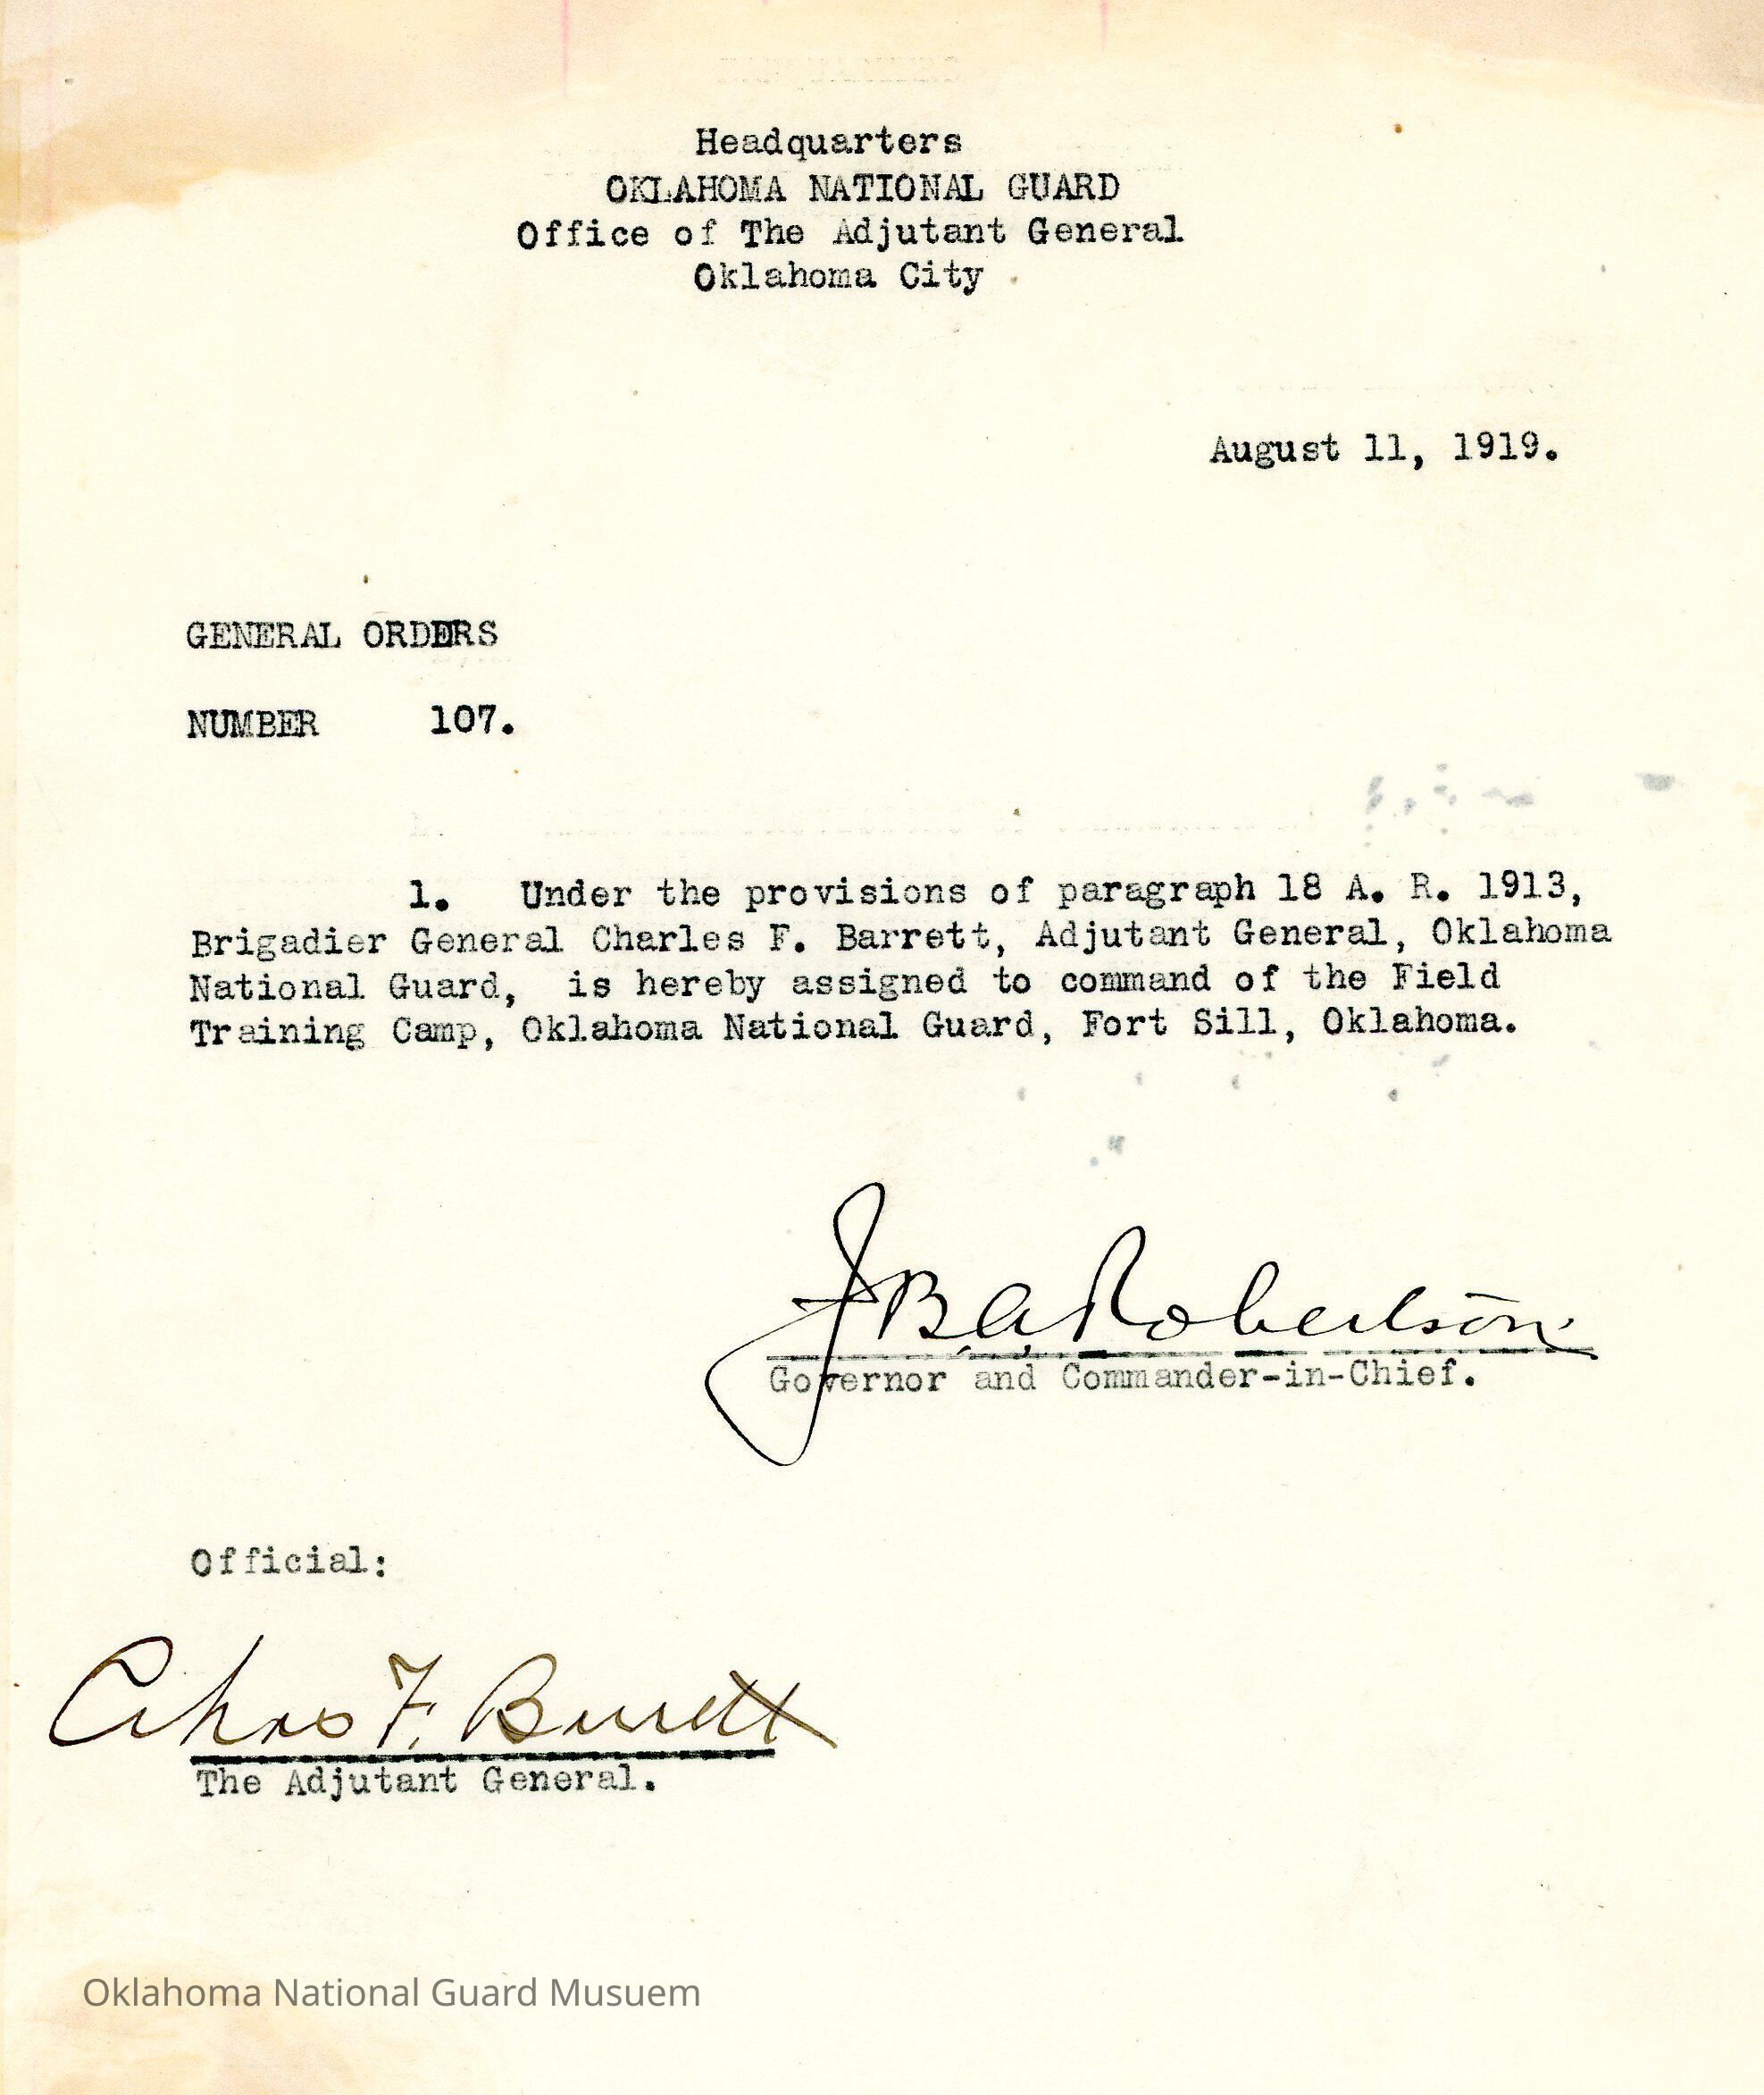 Headquarters
OKLAHOMA NATIONAL GUARD
Office of The Adjutant General
Oklahoma City
August 11, 1919.
GENERAL ORDERS
NUMBER 107.
1. Under the provisions of paragraph 18 A. R. 1913,
Brigadier General Charles F. Barrett, Adjutant General, Oklahoma
National Guard, is hereby assigned to command of the Field
Training Camp, Oklahoma National Guard, Fort Sill, Oklahoma.
J B A Robertson
Governor and Commander-in-Chief.
Official:
Chas F. Barrett
The Adjutant General.
Oklahoma National Guard Musuem